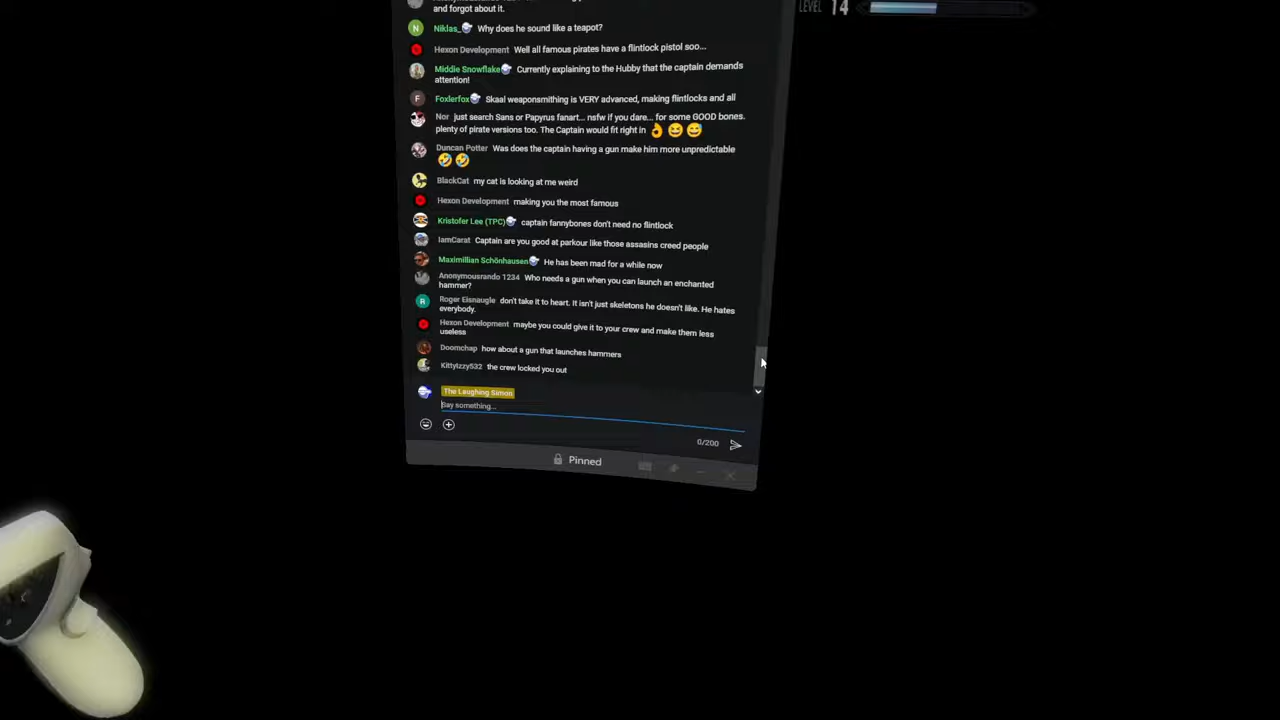 LEVEL 14
and forgot about it.
Niklas_ Why does he sound like a teapot?
Hexon Development Well all famous pirates have a flintlock pistol soo...
Middle Snowflake Currently explaining to the Hubby that the captain demands
attention!
F Foxlerfox Skaal weaponsmithing is VERY advanced, making flintlocks and all
Nor just search Sans or Papyrus fanart... nsfw if you dare... for some GOOD bones.
plenty of pirate versions too. The Captain would fit right in 👌 😆 😅
Duncan Potter Was does the captain having a gun make him more unpredictable
🤣 🤣
BlackCat my cat is looking at me weird
Hexon Development making you the most famous
Kristofer Lee (TPC) captain fannybones don't need no flintlock
IamCarat Captain are you good at parkour like those assasins creed people
Maximillian Schönhausen He has been mad for a while now
Anonymousrando 1234 Who needs a gun when you can launch an enchanted
hammer?
R Roger Eisnaugle don't take it to heart. It isn't just skeletons he doesn't like. He hates
everybody.
Hexon Development maybe you could give it to your crew and make them less
useless
Doomchap how about a gun that launches hammers
KittyIzzy532 the crew locked you out
The Laughing Simon
Say something...
0/200
Pinned